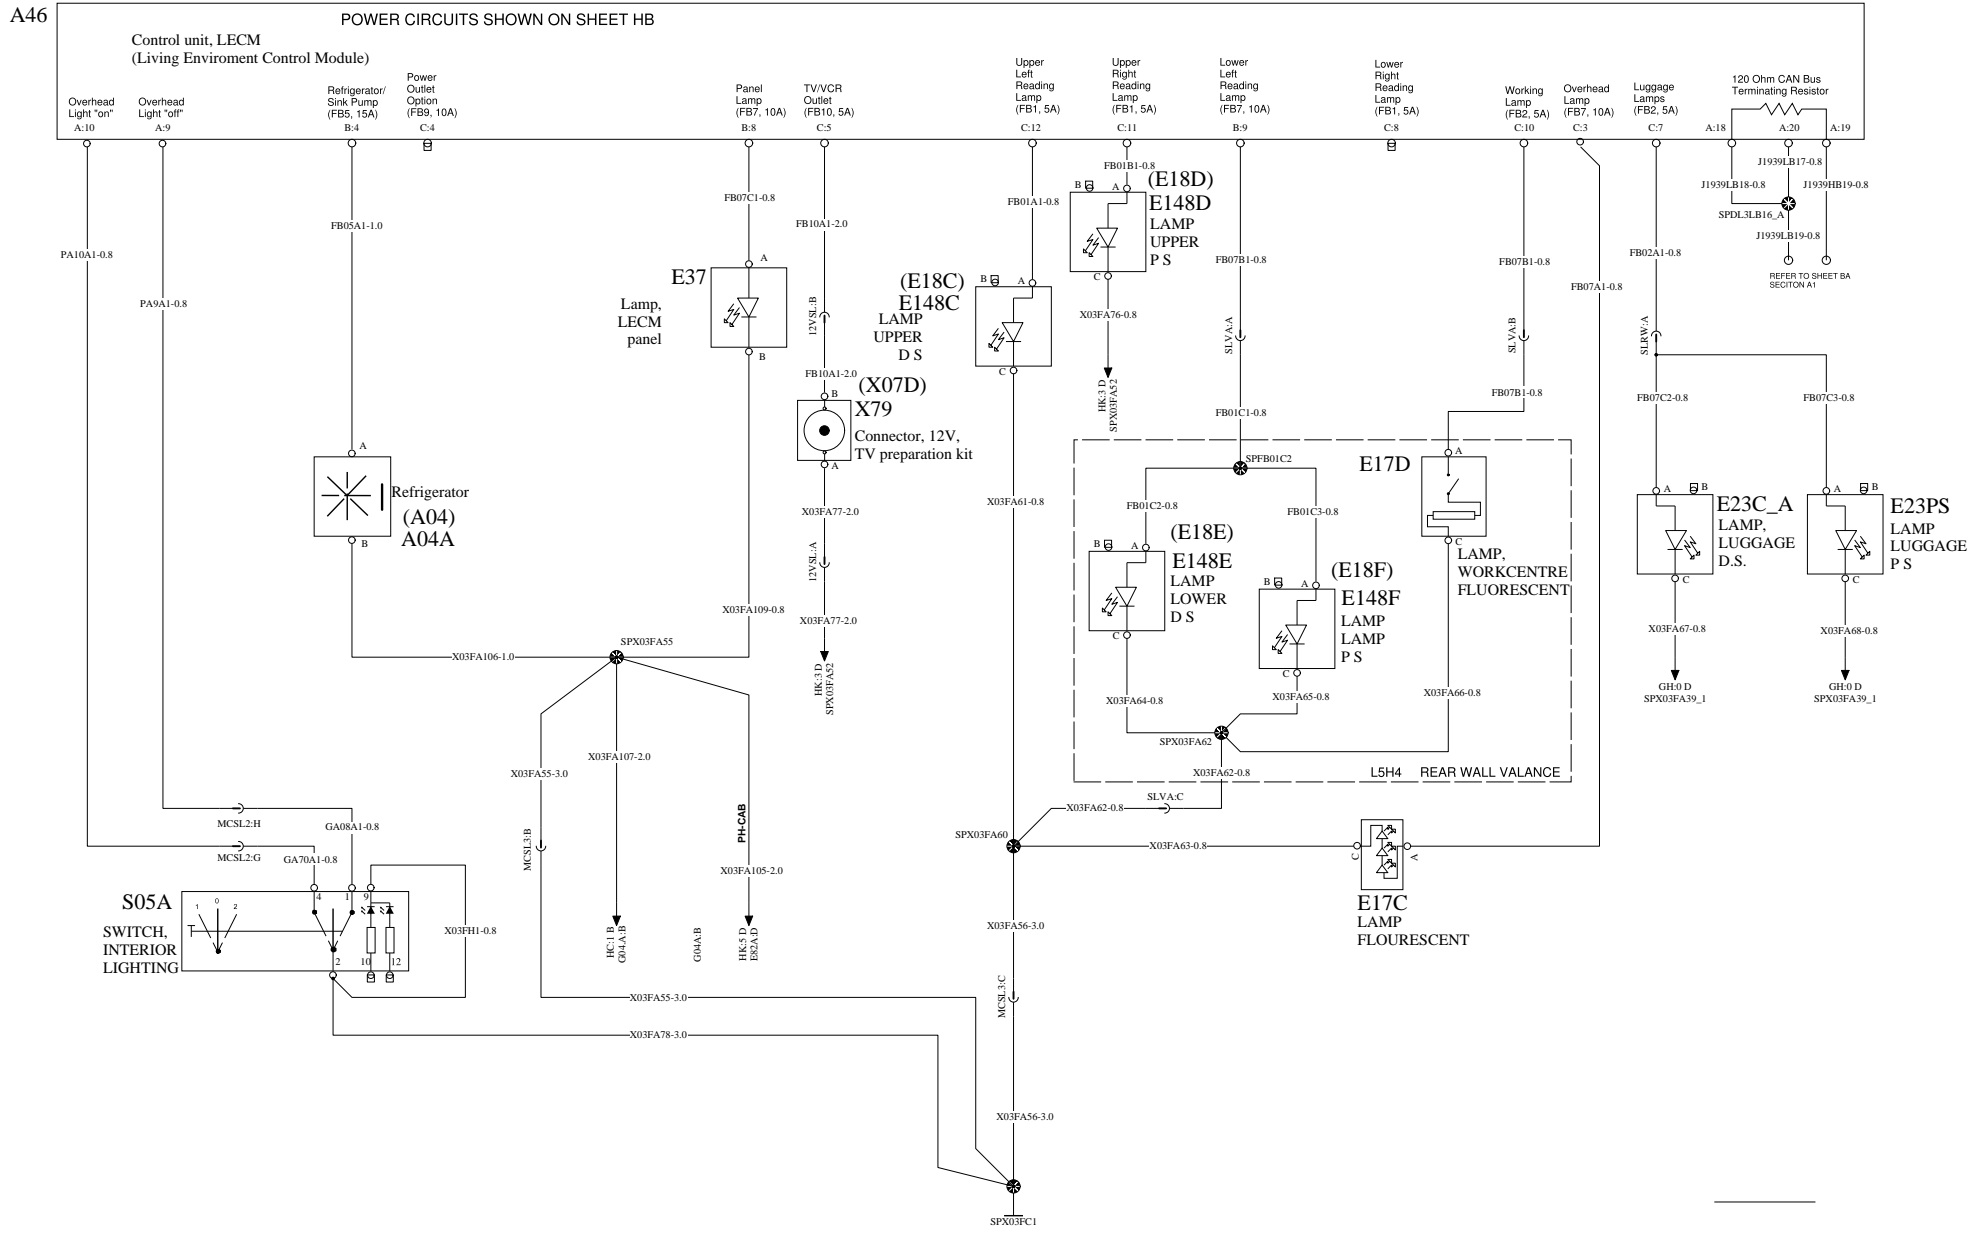 A46
POWER CIRCUITS SHOWN ON SHEET HB
Control unit, LECM
(Living Enviroment Control Module)
Overhead
Light "on"
A:10
Overhead
Light "off"
A:9
Refrigerator/
Sink Pump
(FB5, 15A)
B:4
Power
Outlet
Option
(FB9, 10A)
C:4
Panel
Lamp
(FB7, 10A)
B:8
TV/VCR
Outlet
(FB10, 5A)
C:5
Upper
Left
Reading
Lamp
(FB1, 5A)
C:12
Upper
Right
Reading
Lamp
(FB1, 5A)
C:11
Lower
Left
Reading
Lamp
(FB7, 10A)
B:9
Lower
Right
Reading
Lamp
(FB1, 5A)
C:8
Working
Lamp
(FB2, 5A)
C:10
Overhead
Lamp
(FB7, 10A)
C:3
Luggage
Lamps
(FB2, 5A)
C:7
120 Ohm CAN Bus
Terminating Resistor
A:18
A:20
A:19
J1939LB17-0.8
J1939LB18-0.8
J1939HB19-0.8
SPDL3LB16_A
J1939LB19-0.8
REFER TO SHEET BA
SECITON A1
PA10A1-0.8
PA9A1-0.8
FB05A1-1.0
FB07C1-0.8
FB10A1-2.0
FB01A1-0.8
FB01B1-0.8
FB07B1-0.8
FB07B1-0.8
FB07A1-0.8
FB02A1-0.8
B
A
(E18D)
E148D
LAMP
UPPER
P S
C
X03FA76-0.8
HK:3 D
SPX03FA52
A
E37
Lamp,
LECM
panel
B
12VSL:B
FB10A1-2.0
B
(X07D)
X79
Connector, 12V,
TV preparation kit
A
X03FA77-2.0
12VSL:A
X03FA77-2.0
HK:3 D
SPX03FA52
B
A
(E18C)
E148C
LAMP
UPPER
D S
C
X03FA61-0.8
SLVA:A
FB01C1-0.8
SLVA:B
FB07B1-0.8
SLRW:A
FB07C2-0.8
FB07C3-0.8
A
Refrigerator
(A04)
A04A
B
SPFB01C2
FB01C2-0.8
FB01C3-0.8
B
A
(E18E)
E148E
LAMP
LOWER
D S
C
B
A
(E18F)
E148F
LAMP
LAMP
P S
C
E17D
A
C
LAMP,
WORKCENTRE
FLUORESCENT
A
B
E23C_A
LAMP,
LUGGAGE
D.S.
C
X03FA67-0.8
GH:0 D
SPX03FA39_1
A
B
E23PS
LAMP
LUGGAGE
P S
C
X03FA68-0.8
GH:0 D
SPX03FA39_1
X03FA64-0.8
X03FA65-0.8
X03FA66-0.8
SPX03FA62
X03FA62-0.8
L5H4
REAR WALL VALANCE
SLVA:C
X03FA62-0.8
X03FA109-0.8
SPX03FA55
X03FA106-1.0
X03FA107-2.0
X03FA55-3.0
MCSL3:B
PH-CAB
X03FA105-2.0
HC:1 B
G04.A:B
G04A:B
HK:5 D
E82A:D
MCSL2:H
GA08A1-0.8
MCSL2:G
GA70A1-0.8
S05A
SWITCH,
INTERIOR
LIGHTING
1
0
2
4
1
9
2
10
12
X03FH1-0.8
SPX03FA60
X03FA63-0.8
C
A
E17C
LAMP
FLOURESCENT
X03FA56-3.0
MCSL3:C
X03FA55-3.0
X03FA78-3.0
X03FA56-3.0
SPX03FC1